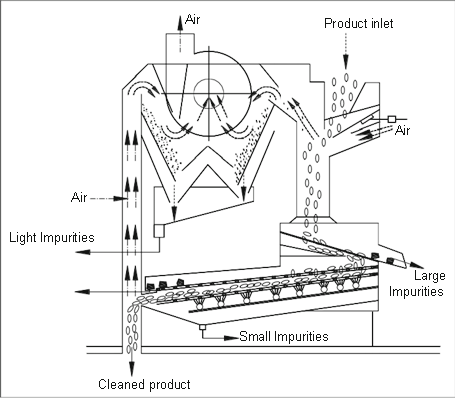 Air
Product inlet
Air
Air
Light Impurities
Large
Impurities
Small Impurities
Cleaned product